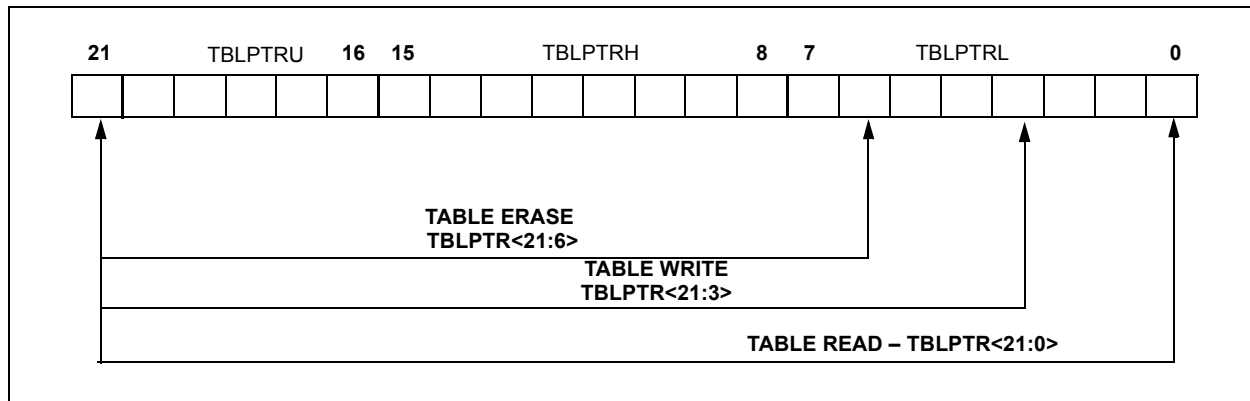 21 TBLPTRU 16 15 TBLPTRH 8 7 TBLPTRL 0
TABLE ERASE
TBLPTR<21:6>
TABLE WRITE
TBLPTR<21:3>
TABLE READ – TBLPTR<21:0>